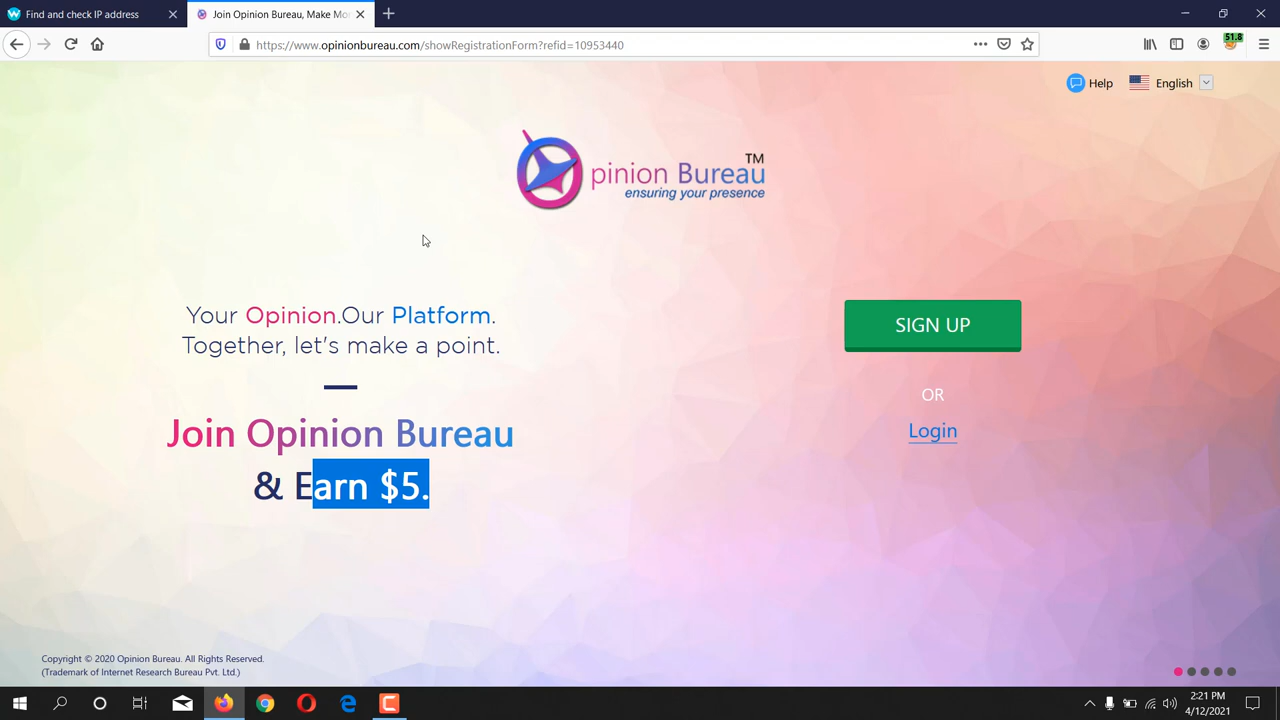 Find and check IP address
Join Opinion Bureau, Make Mo
https://www.opinionbureau.com/showRegistrationForm?refid=10953440
51.8
Help
English
TM
pinion Bureau
ensuring your presence
Your Opinion.Our Platform.
Together, let's make a point.
SIGN UP
OR
Login
Join Opinion Bureau
& Earn $5.
Copyright © 2020 Opinion Bureau. All Rights Reserved.
(Trademark of Internet Research Bureau Pvt. Ltd.)
2:21 PM
4/12/2021